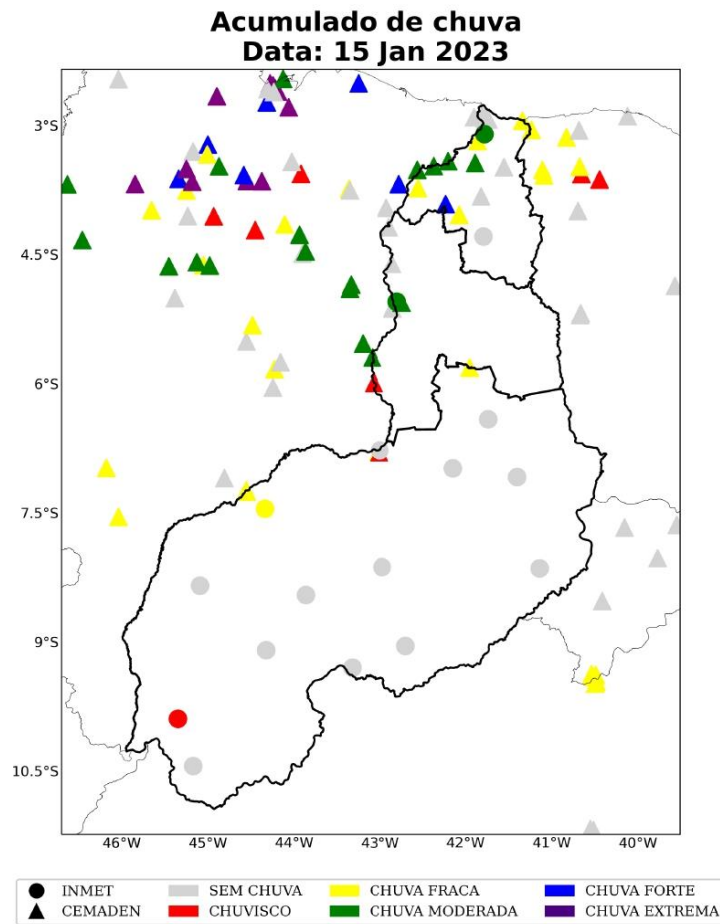 Acumulado de chuva
Data: 15 Jan 2023
3°S
4.5°S
6°S
7.5°S
9°S
10.5°S
46°W 45°W 44°W 43°W 42°W 41°W 40°W
INMET SEM CHUVA CHUVA FRACA CHUVA FORTE
CEMADEN CHUVISCO CHUVA MODERADA CHUVA EXTREMA